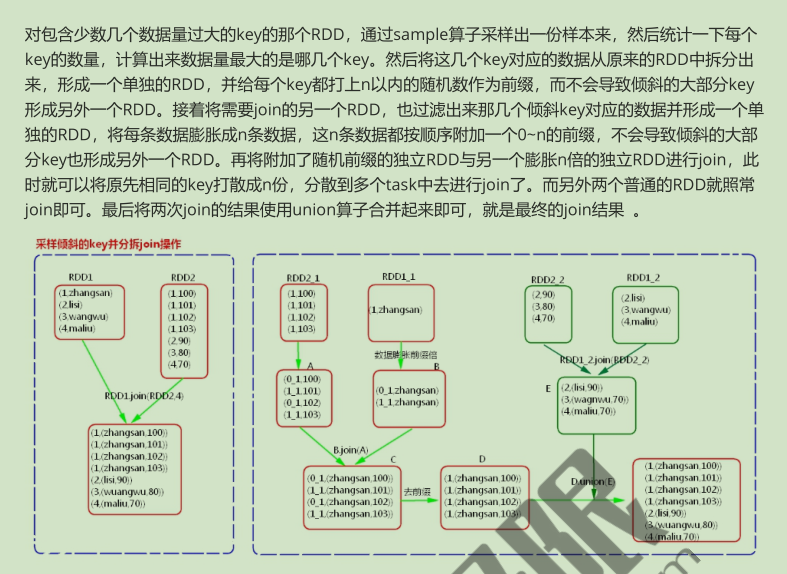 对包含少数几个数据量过大的key的那个RDD，通过sample算子采样出一份样本来，然后统计一下每个
key的数量，计算出来数据量最大的是哪几个key。然后将这几个key对应的数据从原来的RDD中拆分出
来，形成一个单独的RDD，并给每个key都打上n以内的随机数作为前缀，而不会导致倾斜的大部分key
形成另外一个RDD。接着将需要join的另一个RDD，也过滤出来那几个倾斜key对应的数据并形成一个单
独的RDD，将每条数据膨胀成n条数据，这n条数据都按顺序附加一个0~n的前缀，不会导致倾斜的大部
分key也形成另外一个RDD。再将附加了随机前缀的独立RDD与另一个膨胀n倍的独立RDD进行join，此
时就可以将原先相同的key打散成n份，分散到多个task中去进行join了。而另外两个普通的RDD就照常
join即可。最后将两次join的结果使用union算子合并起来即可，就是最终的join结果 。
采样倾斜的key并分拆join操作
RDD1
(1,zhangsan)
(2,lisi)
(3,wangwu)
(4,maliu)
RDD2
(1,100)
(1,101)
(1,102)
(1,103)
(2,90)
(3,80)
(4,70)
RDD1.join(RDD2,4)
(1,(zhangsan,100))
(1,(zhangsan,101))
(1,(zhangsan,102))
(1,(zhangsan,103))
(2,(lisi,90))
(3,(wuangwu,80))
(4,(maliu,70))
RDD2_1
(1,100)
(1,101)
(1,102)
(1,103)
RDD1_1
(1,zhangsan)
数据膨胀前缀倍
A
(0_1,100)
(1_1,101)
(0_1,102)
(1_1,103)
B
(0_1,zhangsan)
(1_1,zhangsan)
B.join(A)
C
(0_1,(zhangsan,100))
(1_1,(zhangsan,101))
(0_1,(zhangsan,102))
(1_1,(zhangsan,103))
去前缀
D
(1,(zhangsan,100))
(1,(zhangsan,101))
(1,(zhangsan,102))
(1,(zhangsan,103))
RDD2_2
(2,90)
(3,80)
(4,70)
RDD1_2
(2,lisi)
(3,wangwu)
(4,maliu)
RDD1_2.join(RDD2_2)
E
(2,(lisi,90))
(3,(wagnwu,70))
(4,(maliu,70))
D.union(E)
(1,(zhangsan,100))
(1,(zhangsan,101))
(1,(zhangsan,102))
(1,(zhangsan,103))
(2,(lisi,90))
(3,(wuangwu,80))
(4,(maliu,70))